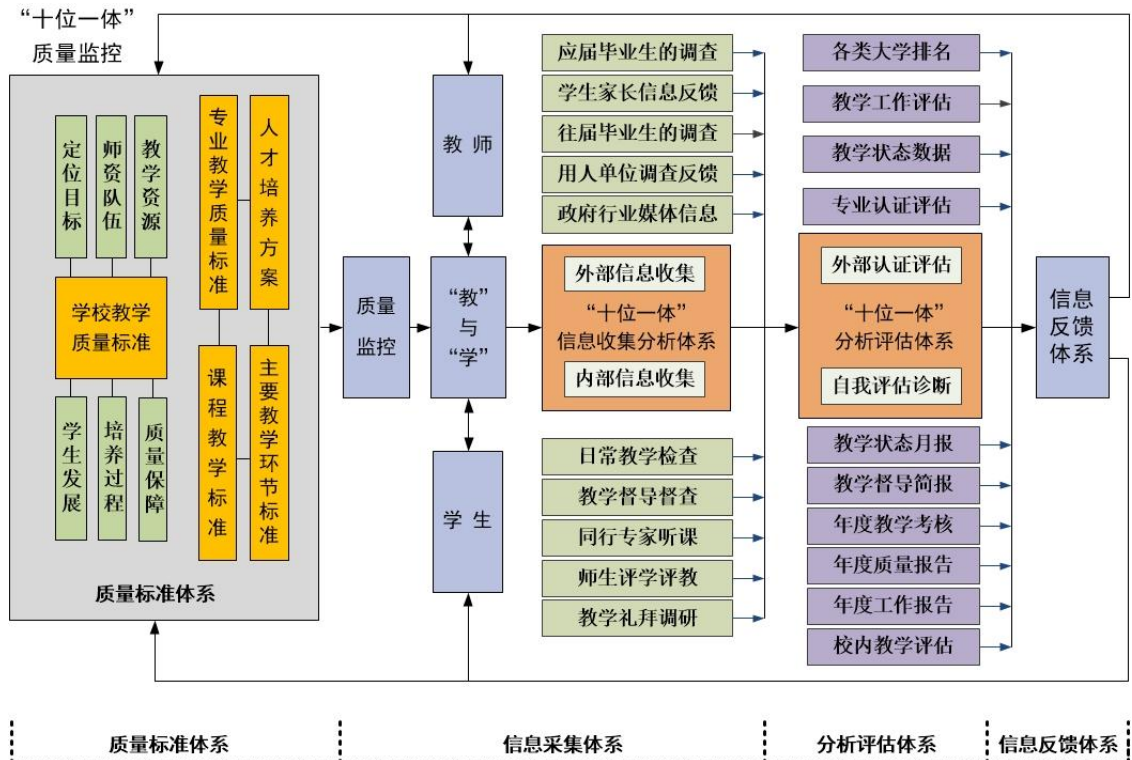 “十位一体”
质量监控
定位目标
师资队伍
教学资源
学校教学
质量标准
学生发展
培养过程
质量保障
专业教学质量标准
人才培养方案
课程教学标准
主要教学环节标准
质量标准体系
质量
监控
教师
“教”
与
“学”
学生
应届毕业生的调查
学生家长信息反馈
往届毕业生的调查
用人单位调查反馈
政府行业媒体信息
外部信息收集
“十位一体”
信息收集分析体系
内部信息收集
日常教学检查
教学督导督查
同行专家听课
师生评学评教
教学礼拜调研
各类大学排名
教学工作评估
教学状态数据
专业认证评估
外部认证评估
“十位一体”
分析评估体系
自我评估诊断
教学状态月报
教学督导简报
年度教学考核
年度质量报告
年度工作报告
校内教学评估
信息
反馈
体系
质量标准体系
信息采集体系
分析评估体系
信息反馈体系